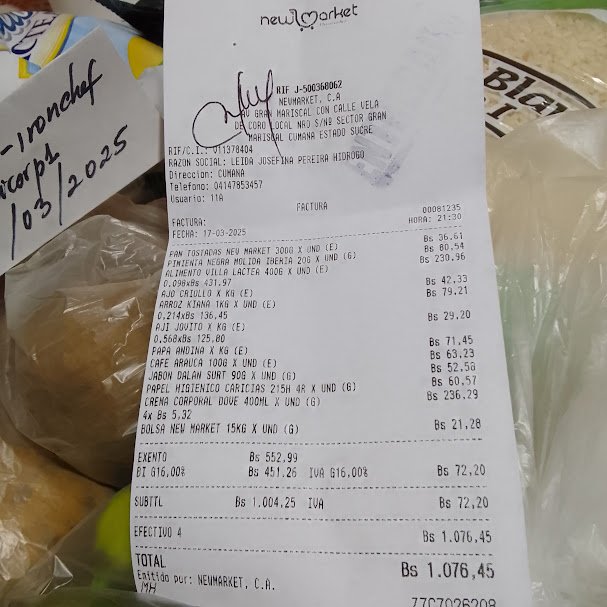 new market
-Ironchef
icorp1
/03/2025
RIF J-500368062
NEWMARKET, C.A
AV GRAN MARISCAL CON CALLE VELA
DE CORO LOCAL NRO S/Nº SECTOR GRAN
MARISCAL CUMANA ESTADO SUCRE
RIF/C.I.: V11378404
RAZON SOCIAL: LEIDA JOSEFINA PEREIRA HIDROGO
Direccion: CUMANA
Telefono: 04147853457
Usuario: 11A
FACTURA
FACTURA: 00081235
FECHA: 17-03-2025 HORA: 21:30
PAN TOSTADAS NEW MARKET 300G X UND (E) Bs 36,61
PIMIENTA NEGRA MOLIDA IBERIA 20G X UND (G) Bs 80,54
ALIMENTO VILLA LACTEA 400G X UND (E) Bs 230,96
0,098xBs 431,97
AJO CRIOLLO X KG (E) Bs 42,33
ARROZ KIANA 1KG X UND (E) Bs 79,21
0,214xBs 136,45
AJI JOVITO X KG (E) Bs 29,20
0,568xBs 125,80
PAPA ANDINA X KG (E) Bs 71,45
CAFE ARAUCA 100G X UND (E) Bs 63,23
JABON DALAN SURT 90G X UND (G) Bs 52,58
PAPEL HIGIENICO CARICIAS 215H 4R X UND (G) Bs 60,57
CREMA CORPORAL DOVE 400ML X UND (G) Bs 236,29
4x Bs 5,32
BOLSA NEW MARKET 15KG X UND (G) Bs 21,28
EXENTO Bs 552,99
BI G16,00% Bs 451,26 IVA G16,00% Bs 72,20
SUBTTL Bs 1.004,25 IVA Bs 72,20
EFECTIVO 4 Bs 1.076,45
TOTAL Bs 1.076,45
Emitido por: NEWMARKET, C.A.
MH Z7C7026208